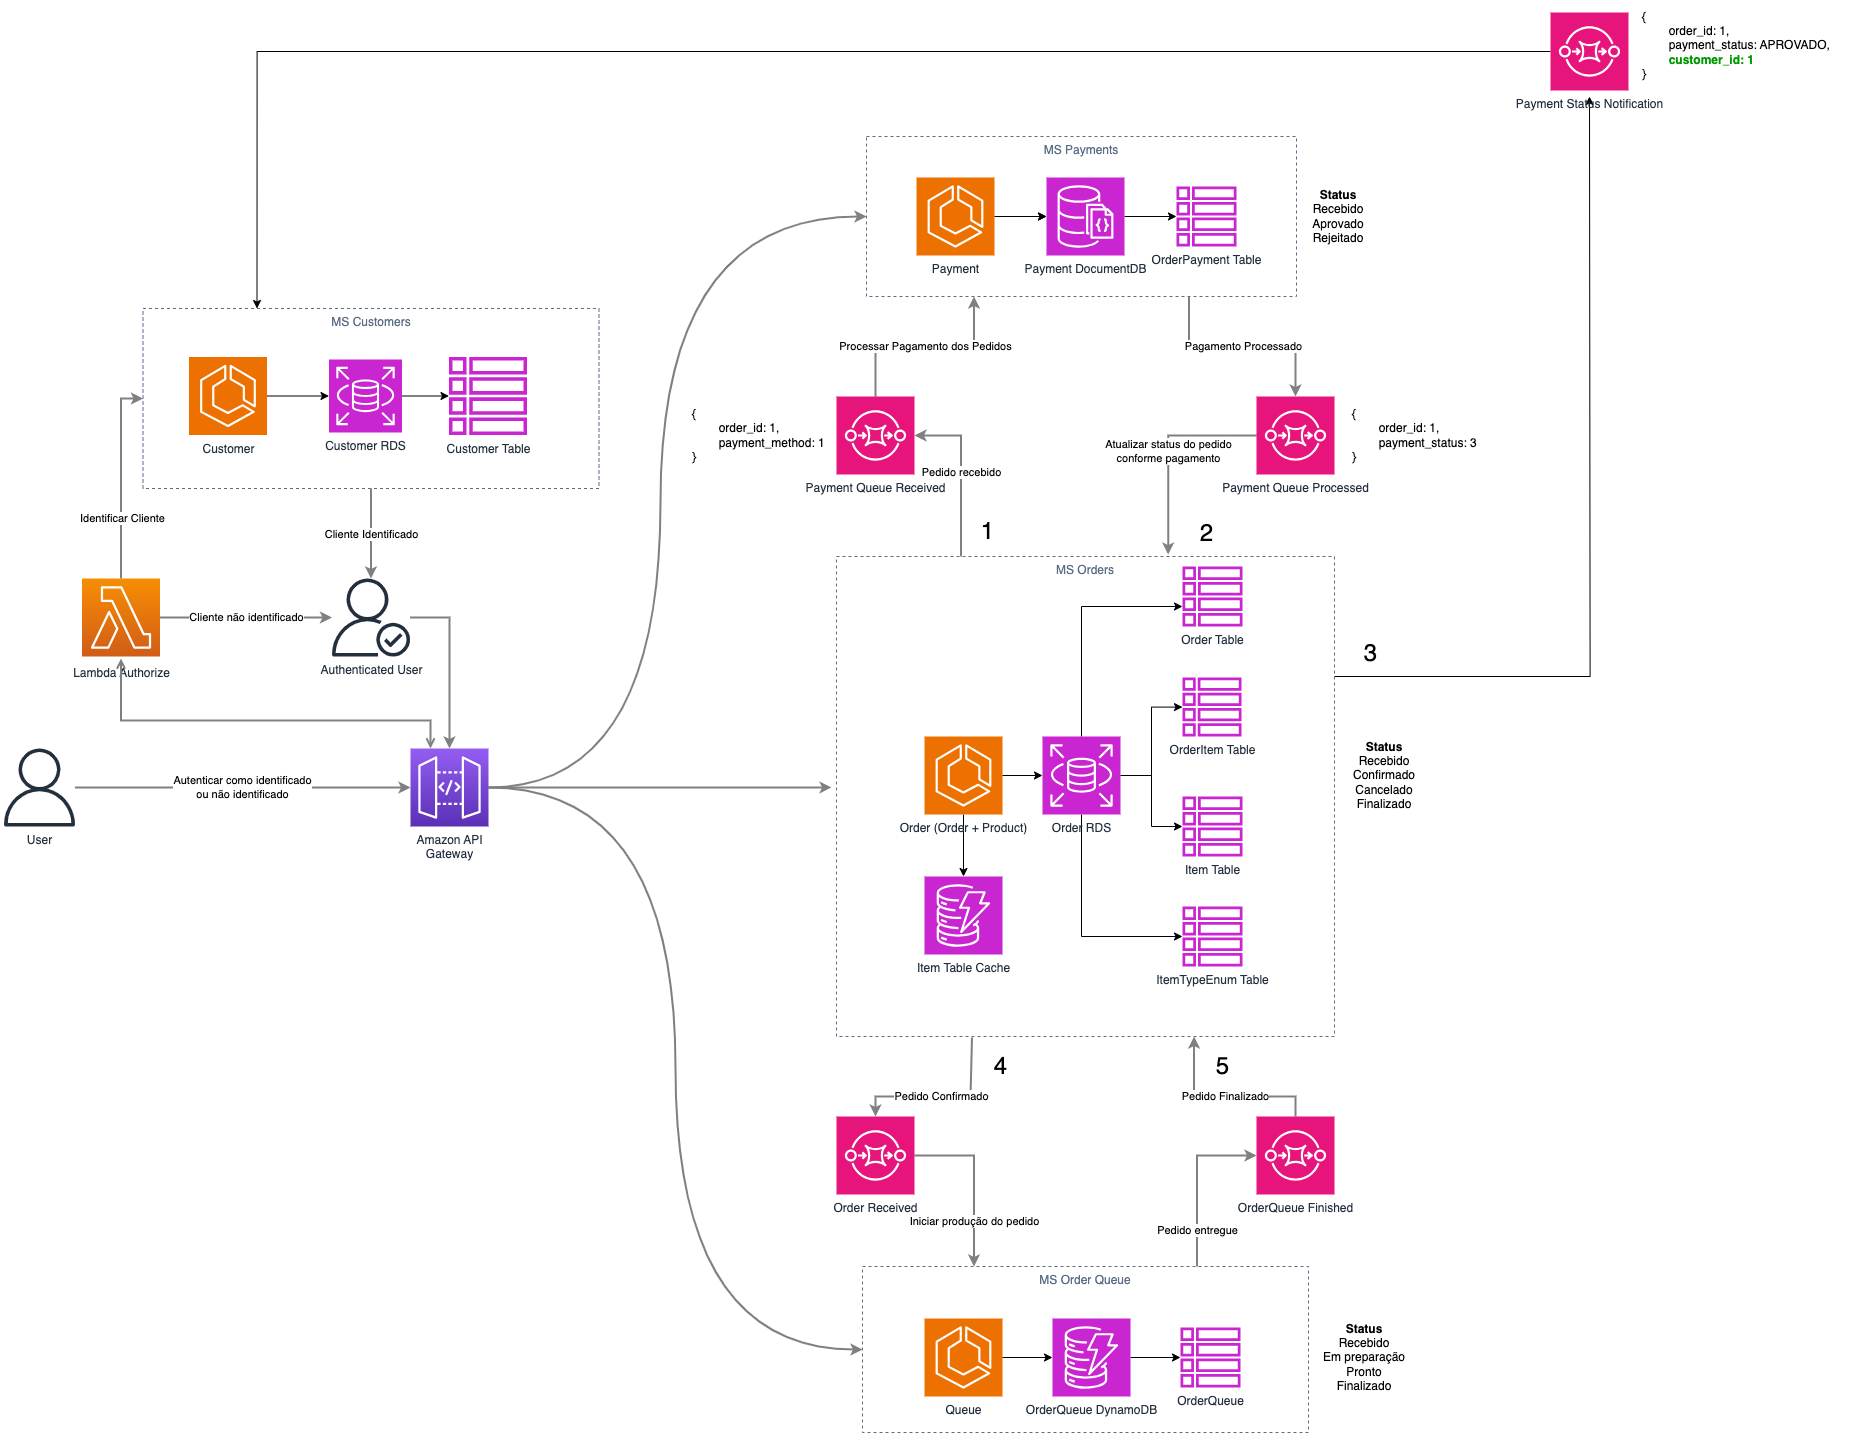 {
order_id: 1,
payment_status: APROVADO,
customer_id: 1
}
Payment Status Notification
MS Payments
Payment
Payment DocumentDB
OrderPayment Table
Status
Recebido
Aprovado
Rejeitado
MS Customers
Customer
Customer RDS
Customer Table
Processar Pagamento dos Pedidos
Pagamento Processado
{
order_id: 1,
payment_method: 1
}
Payment Queue Received
Pedido recebido
Atualizar status do pedido
conforme pagamento
{
order_id: 1,
payment_status: 3
}
Payment Queue Processed
Identificar Cliente
Cliente Identificado
1
2
Lambda Authorize
Cliente não identificado
Authenticated User
MS Orders
Order Table
3
OrderItem Table
User
Autenticar como identificado
ou não identificado
Amazon API
Gateway
Order (Order + Product)
Order RDS
Item Table
Item Table Cache
ItemTypeEnum Table
Status
Recebido
Confirmado
Cancelado
Finalizado
4
5
Pedido Confirmado
Pedido Finalizado
Order Received
OrderQueue Finished
Iniciar produção do pedido
Pedido entregue
MS Order Queue
Queue
OrderQueue DynamoDB
OrderQueue
Status
Recebido
Em preparação
Pronto
Finalizado